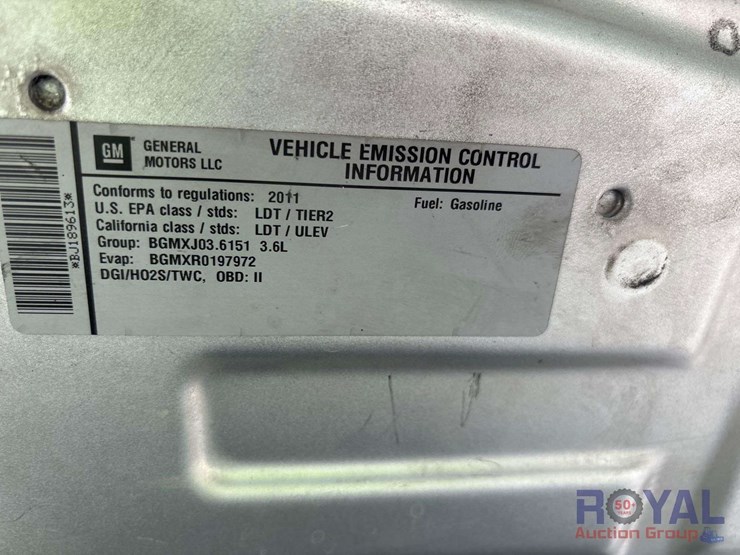 *BJ189613*
GM
GENERAL
MOTORS LLC
VEHICLE EMISSION CONTROL
INFORMATION
Conforms to regulations: 2011
Fuel: Gasoline
U.S. EPA class / stds: LDT / TIER2
California class / stds: LDT / ULEV
Group: BGMXJ03.6151 3.6L
Evap: BGMXR0197972
DGI/HO2S/TWC, OBD: II
ROYAL
50+
YEARS
Auction Group